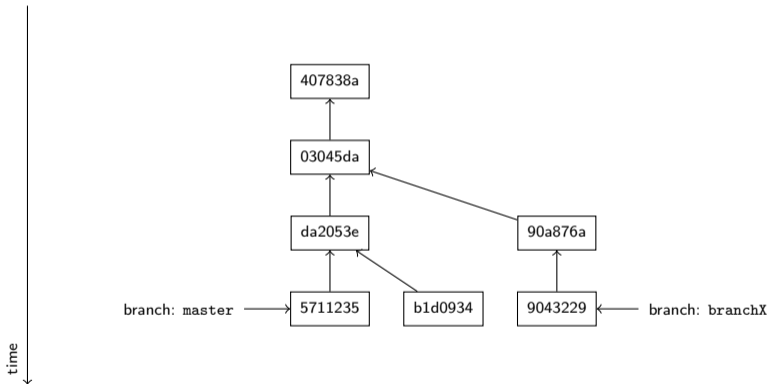 407838a
03045da
da2053e
90a876a
branch: master
5711235
b1d0934
9043229
branch: branchX
time